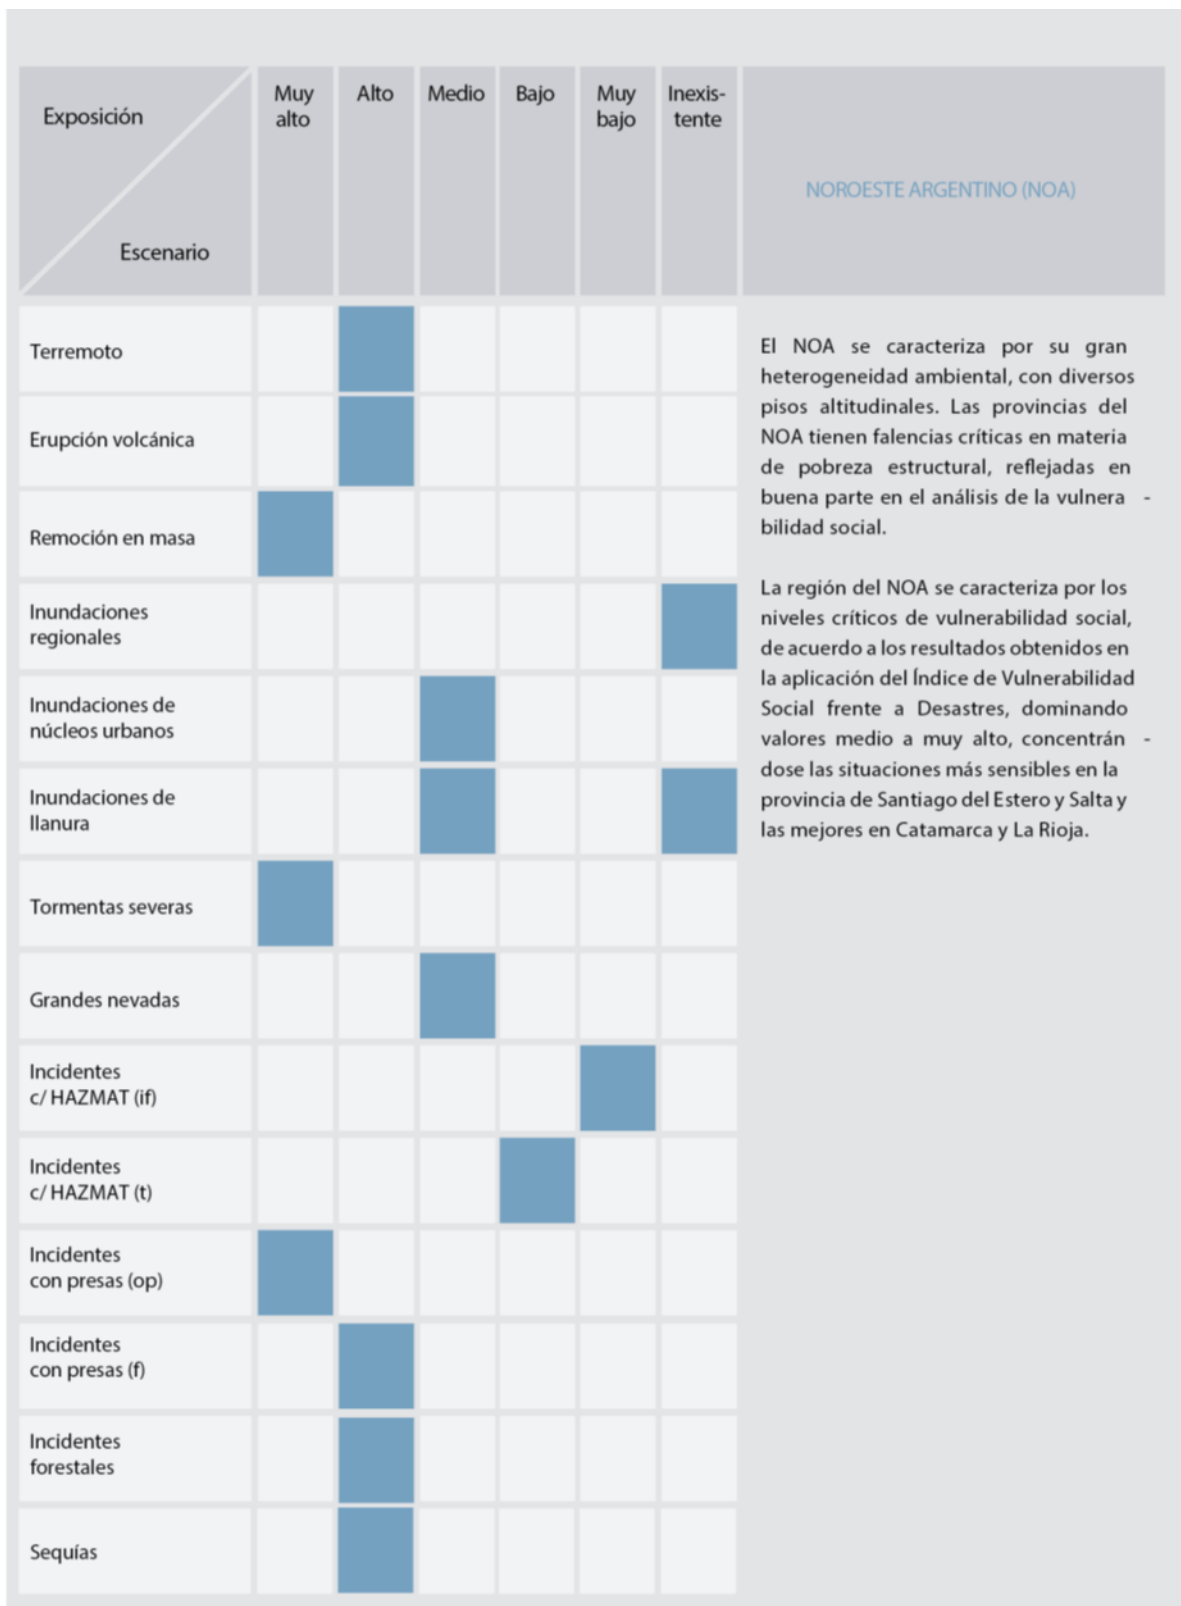 Exposición
Escenario
Muy
alto
Alto
Medio
Bajo
Muy
bajo
Inexis-
tente
NOROESTE ARGENTINO (NOA)
Terremoto
Erupción volcánica
Remoción en masa
Inundaciones
regionales
Inundaciones de
núcleos urbanos
Inundaciones de
llanura
Tormentas severas
Grandes nevadas
Incidentes
c/ HAZMAT (if)
Incidentes
c/ HAZMAT (t)
Incidentes
con presas (op)
Incidentes
con presas (f)
Incidentes
forestales
Sequías
El NOA se caracteriza por su gran
heterogeneidad ambiental, con diversos
pisos altitudinales. Las provincias del
NOA tienen falencias críticas en materia
de pobreza estructural, reflejadas en
buena parte en el análisis de la vulnera -
bilidad social.
La región del NOA se caracteriza por los
niveles críticos de vulnerabilidad social,
de acuerdo a los resultados obtenidos en
la aplicación del Índice de Vulnerabilidad
Social frente a Desastres, dominando
valores medio a muy alto, concentrán -
dose las situaciones más sensibles en la
provincia de Santiago del Estero y Salta y
las mejores en Catamarca y La Rioja.